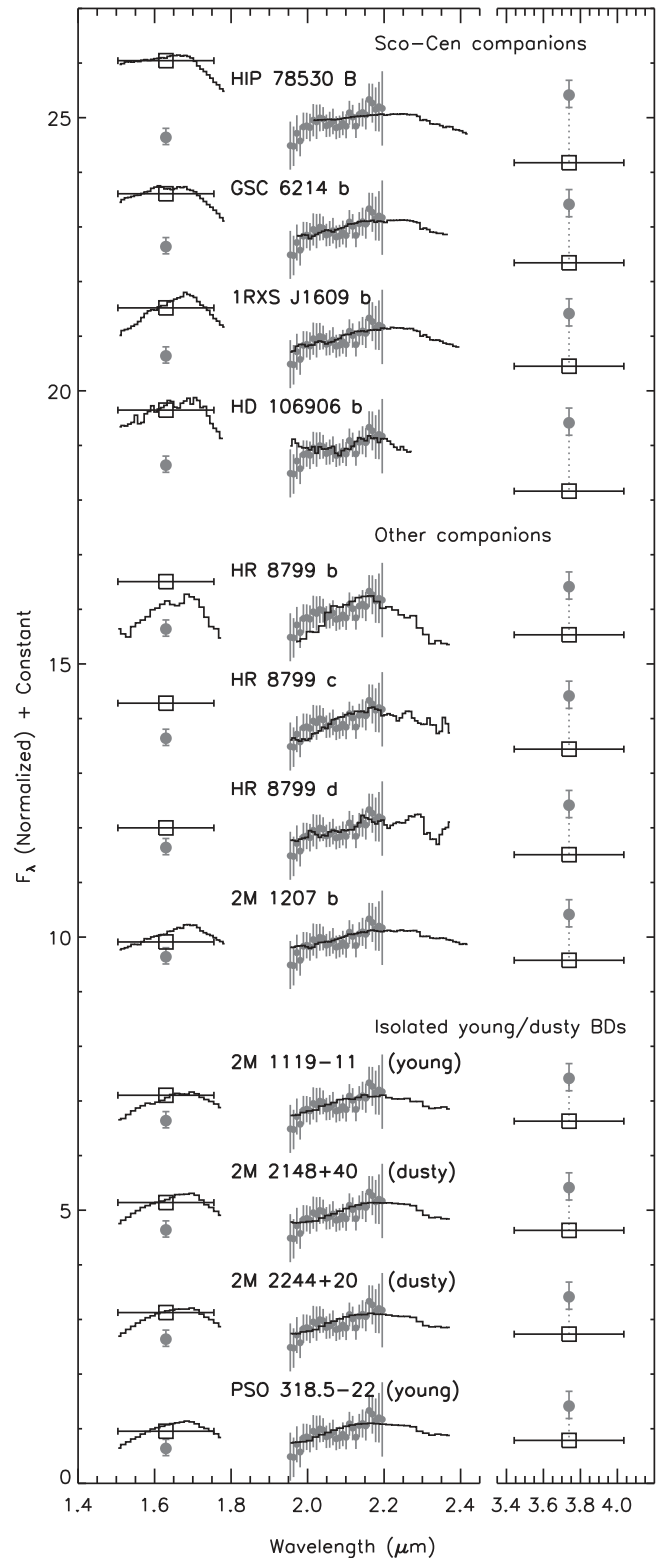 Sco-Cen companions
HIP 78530 B
25
GSC 6214 b
1RXS J1609 b
20
HD 106906 b
Other companions
HR 8799 b
15
HR 8799 c
HR 8799 d
2M 1207 b
10
Isolated young/dusty BDs
2M 1119-11 (young)
2M 2148+40 (dusty)
5
2M 2244+20 (dusty)
PSO 318.5-22 (young)
0
Fλ (Normalized) + Constant
1.4 1.6 1.8 2.0 2.2 2.4 3.4 3.6 3.8 4.0
Wavelength (μm)